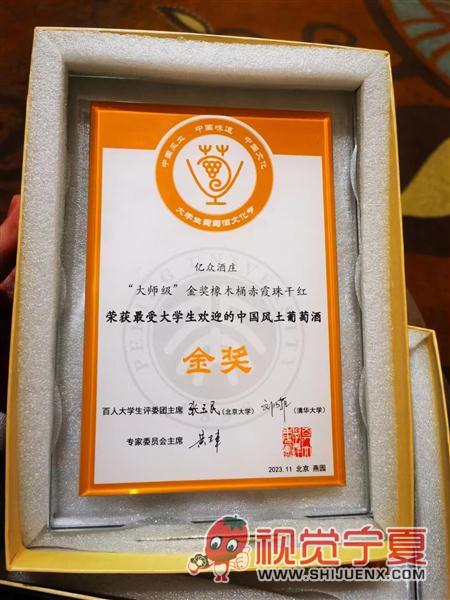 中国风土 中国味道 中国文化
大学生葡萄酒文化节
亿众酒庄
“大师级”金奖橡木桶赤霞珠干红
荣获最受大学生欢迎的中国风土葡萄酒
金奖
百人大学生评委团主席 (北京大学) (清华大学)
专家委员会主席
2023.11 北京 燕园
视觉宁夏
WWW.SHIJUENX.COM